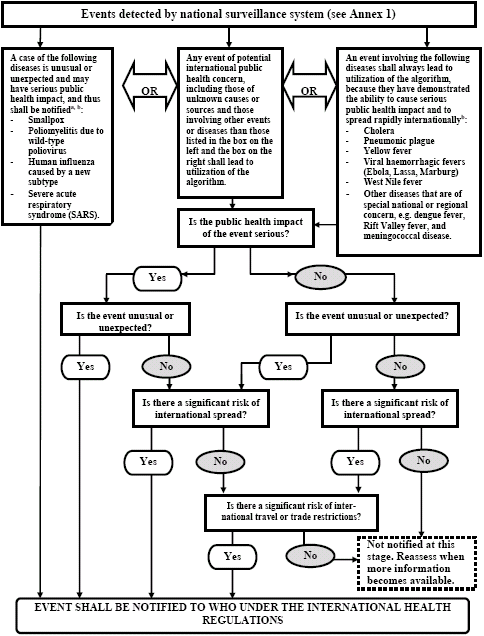 Events detected by national surveillance system (see Annex 1)
A case of the following
diseases is unusual or
unexpected and may
have serious public
health impact, and thus
shall be notifiedᵃ, ᵇ:
- Smallpox
- Poliomyelitis due to
wild-type
poliovirus
- Human influenza
caused by a new
subtype
- Severe acute
respiratory
syndrome (SARS).
OR
Any event of potential
international public
health concern,
including those of
unknown causes or
sources and those
involving other events
or diseases than those
listed in the box on the
left and the box on
the right shall lead to
utilization of the
algorithm.
OR
An event involving the following
diseases shall always lead to
utilization of the algorithm,
because they have demonstrated
the ability to cause serious
public health impact and to
spread rapidly internationallyᵇ:
- Cholera
- Pneumonic plague
- Yellow fever
- Viral haemorrhagic fevers
(Ebola, Lassa, Marburg)
- West Nile fever
- Other diseases that are of
special national or regional
concern, e.g. dengue fever,
Rift Valley fever, and
meningococcal disease.
Is the public health impact
of the event serious?
Yes
No
Is the event unusual or
unexpected?
Is the event unusual or unexpected?
Yes
No
Yes
No
Is there a significant risk of
international spread?
Is there a significant risk of
international spread?
Yes
No
Yes
No
Is there a significant risk of inter-
national travel or trade restrictions?
Yes
No
Not notified at this
stage. Reassess when
more information
becomes available.
EVENT SHALL BE NOTIFIED TO WHO UNDER THE INTERNATIONAL HEALTH
REGULATIONS